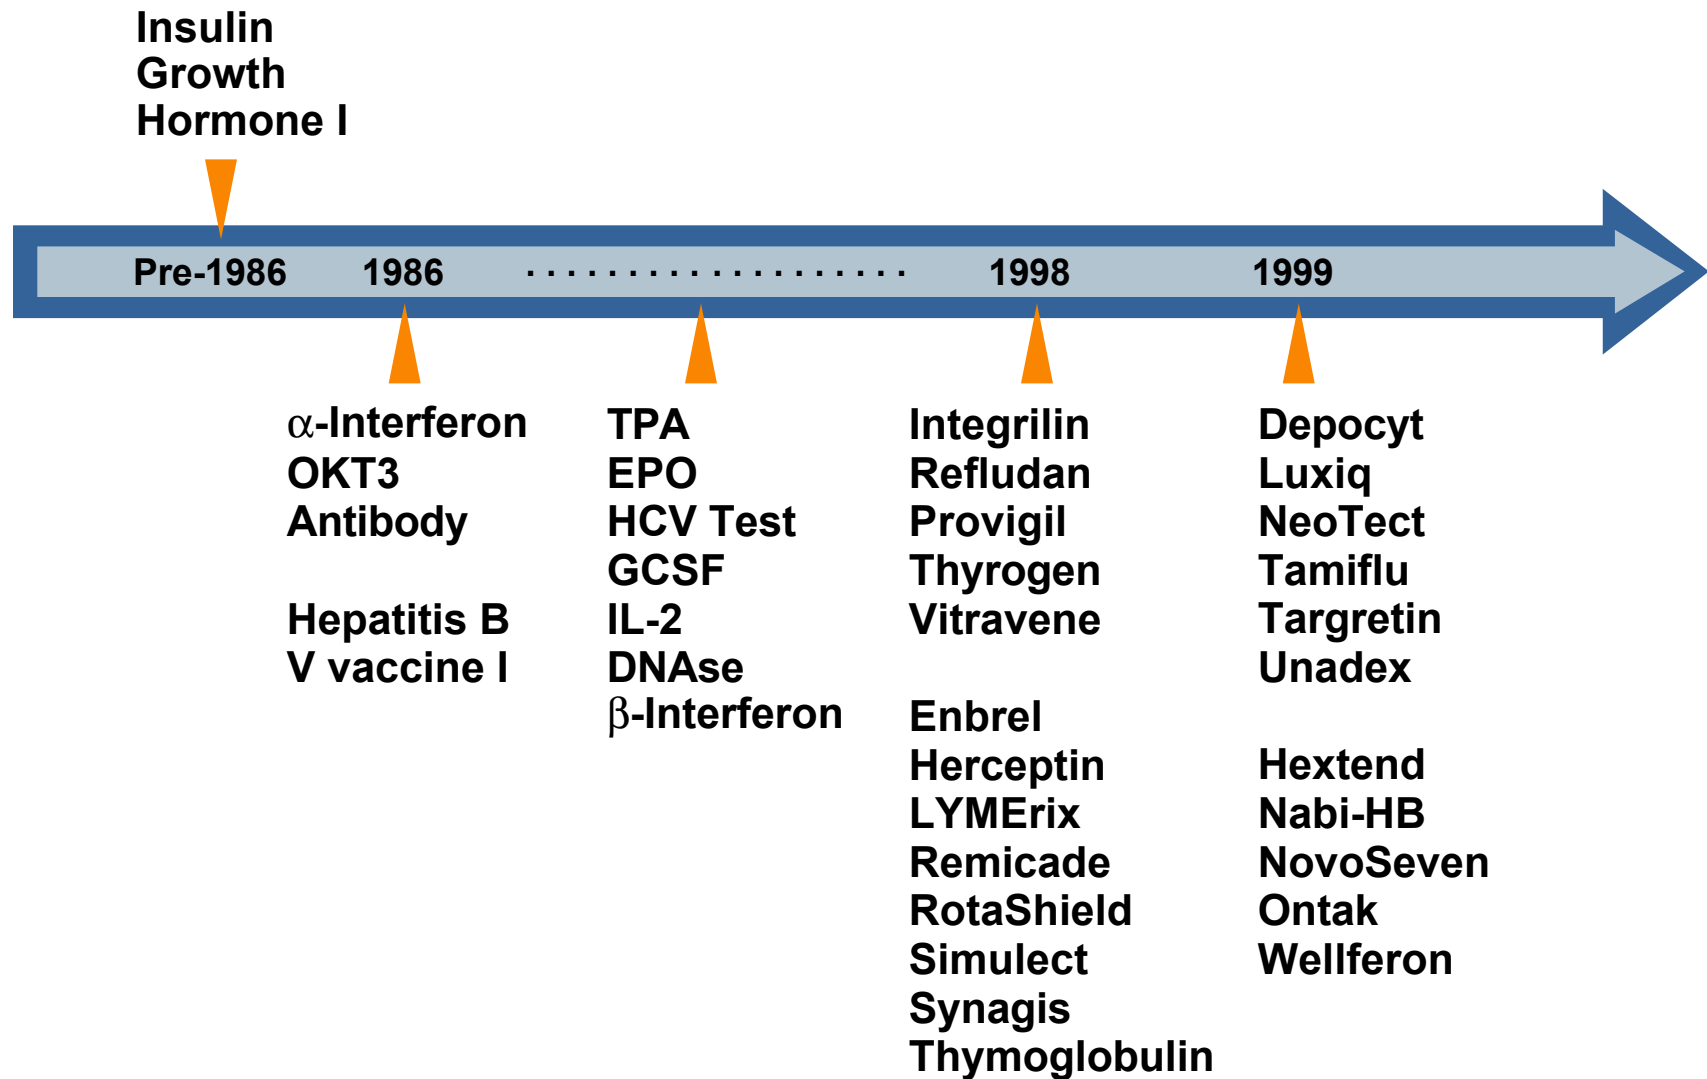 Insulin
Growth
Hormone I
Pre-1986 1986 . . . . . . . . . . . . . . . . . . . 1998 1999
α-Interferon
OKT3
Antibody
Hepatitis B
V vaccine I
TPA
EPO
HCV Test
GCSF
IL-2
DNAse
β-Interferon
Integrilin
Refludan
Provigil
Thyrogen
Vitravene
Enbrel
Herceptin
LYMErix
Remicade
RotaShield
Simulect
Synagis
Thymoglobulin
Depocyt
Luxiq
NeoTect
Tamiflu
Targretin
Unadex
Hextend
Nabi-HB
NovoSeven
Ontak
Wellferon